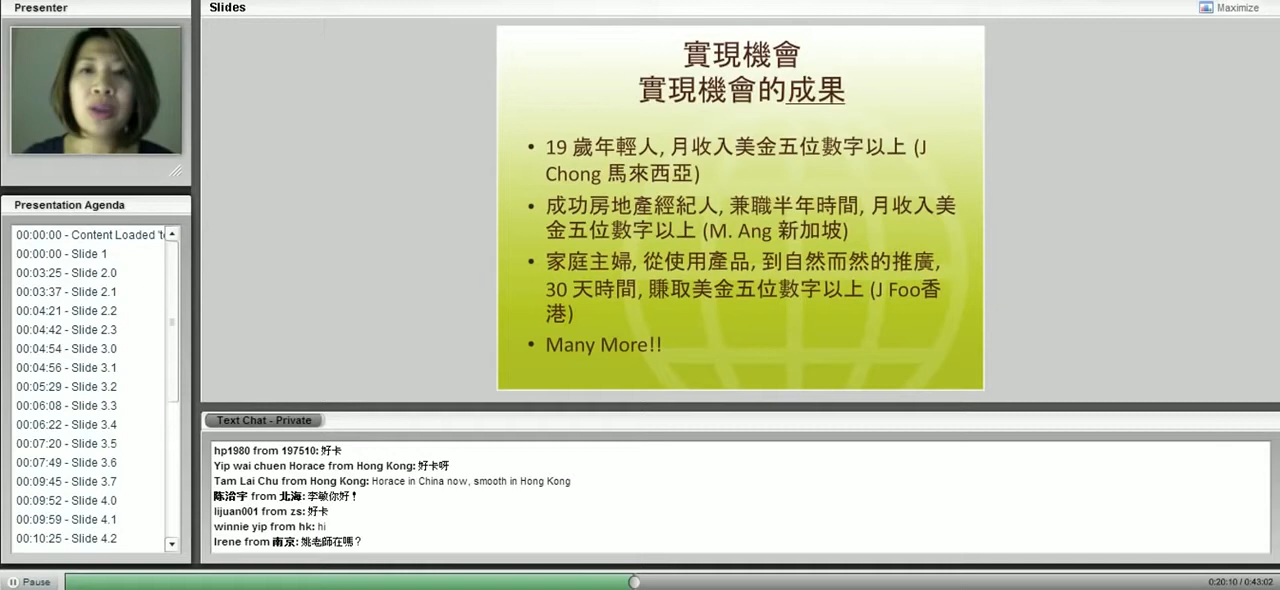 Presenter
Slides
Maximize
實現機會
實現機會的成果
• 19 歲年輕人, 月收入美金五位數字以上 (J
Chong 馬來西亞)
• 成功房地產經紀人, 兼職半年時間, 月收入美
金五位數字以上 (M. Ang 新加坡)
• 家庭主婦, 從使用產品, 到自然而然的推廣,
30 天時間, 賺取美金五位數字以上 (J Foo香
港)
• Many More!!
Presentation Agenda
00:00:00 - Content Loaded 't
00:00:00 - Slide 1
00:03:25 - Slide 2.0
00:03:37 - Slide 2.1
00:04:21 - Slide 2.2
00:04:42 - Slide 2.3
00:04:54 - Slide 3.0
00:04:56 - Slide 3.1
00:05:29 - Slide 3.2
00:06:08 - Slide 3.3
00:06:22 - Slide 3.4
00:07:20 - Slide 3.5
00:07:49 - Slide 3.6
00:09:45 - Slide 3.7
00:09:52 - Slide 4.0
00:09:59 - Slide 4.1
00:10:25 - Slide 4.2
Text Chat - Private
hp1980 from 197510: 好卡
Yip wai chuen Horace from Hong Kong: 好卡呀
Tam Lai Chu from Hong Kong: Horace in China now, smooth in Hong Kong
陈洽宇 from 北海: 李敏你好！
lijuan001 from zs: 好卡
winnie yip from hk: hi
Irene from 南京: 姚老師在嗎？
Pause
0:20:10 / 0:43:02